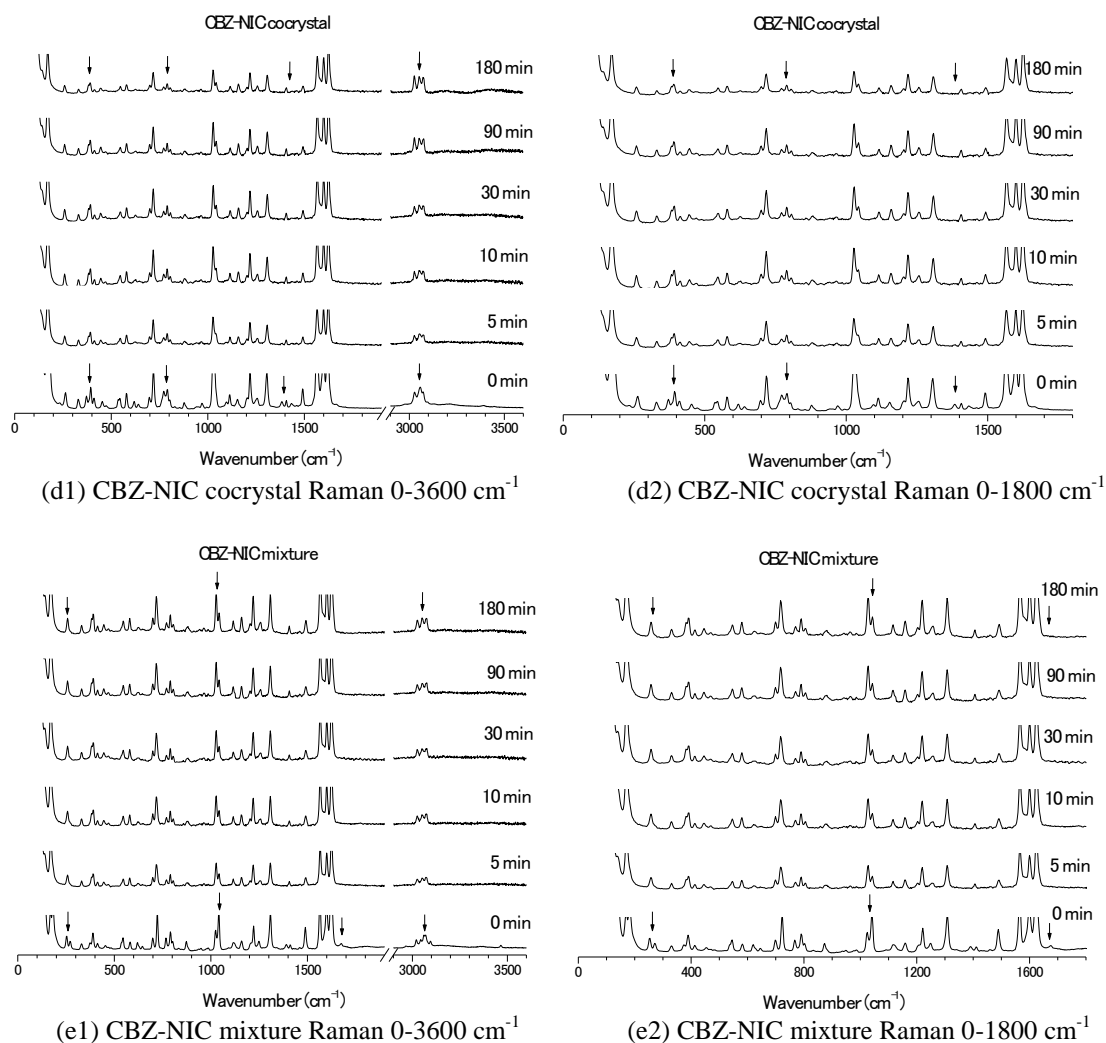 CBZ-NIC cocrystal
180 min
90 min
30 min
10 min
5 min
0 min
0 500 1000 1500 3000 3600
Wavenumber (cm-1)
(d1) CBZ-NIC cocrystal Raman 0-3600 cm-1
CBZ-NIC cocrystal
180 min
90 min
30 min
10 min
5 min
0 min
0 500 1000 1500
Wavenumber (cm-1)
(d2) CBZ-NIC cocrystal Raman 0-1800 cm-1
CBZ-NIC mixture
180 min
90 min
30 min
10 min
5 min
0 min
0 500 1000 1500 3000 3600
Wavenumber (cm-1)
(e1) CBZ-NIC mixture Raman 0-3600 cm-1
CBZ-NIC mixture
180 min
90 min
30 min
10 min
5 min
0 min
0 400 800 1200 1600
Wavenumber (cm-1)
(e2) CBZ-NIC mixture Raman 0-1800 cm-1